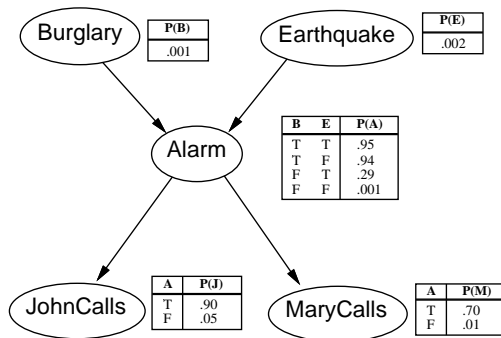 Burglary
P(B)
.001
Earthquake
P(E)
.002
Alarm
B E P(A)
T T .95
T F .94
F T .29
F F .001
JohnCalls
A P(J)
T .90
F .05
MaryCalls
A P(M)
T .70
F .01